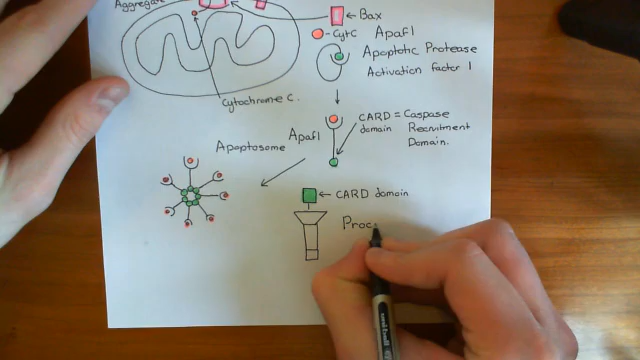 Aggregate
Bax
CytC
Apaf1
Apoptotic Protease
Activation factor 1
Cytochrome C.
CARD = Caspase
domain Recruitment
Domain.
Apaf1
Apoptosome
CARD domain
Proc